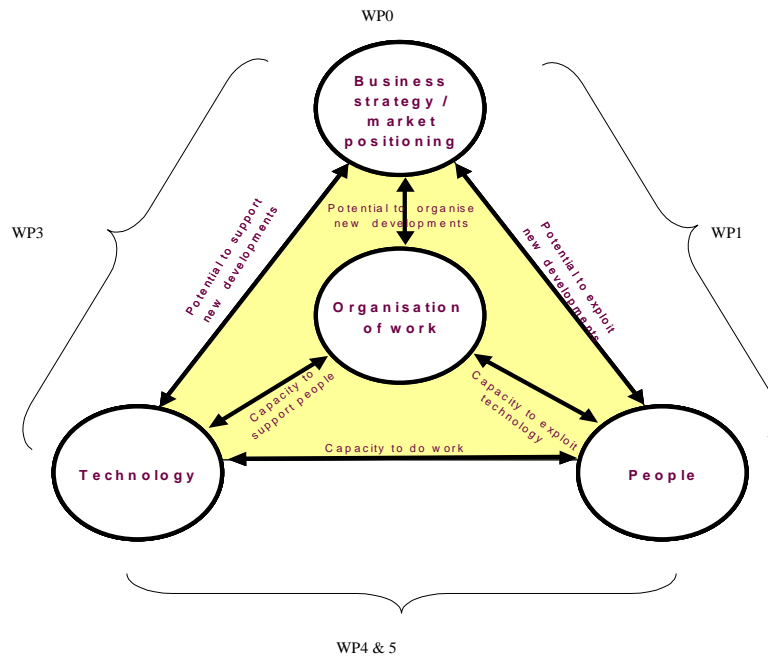 WP0
Business
strategy /
market
positioning
Potential to support
new developments
Potential to organise
new developments
Potential to exploit
new developments
WP3
WP1
Organisation
of work
Capacity to
support people
Capacity to exploit
technology
Capacity to do work
Technology
People
WP4 & 5